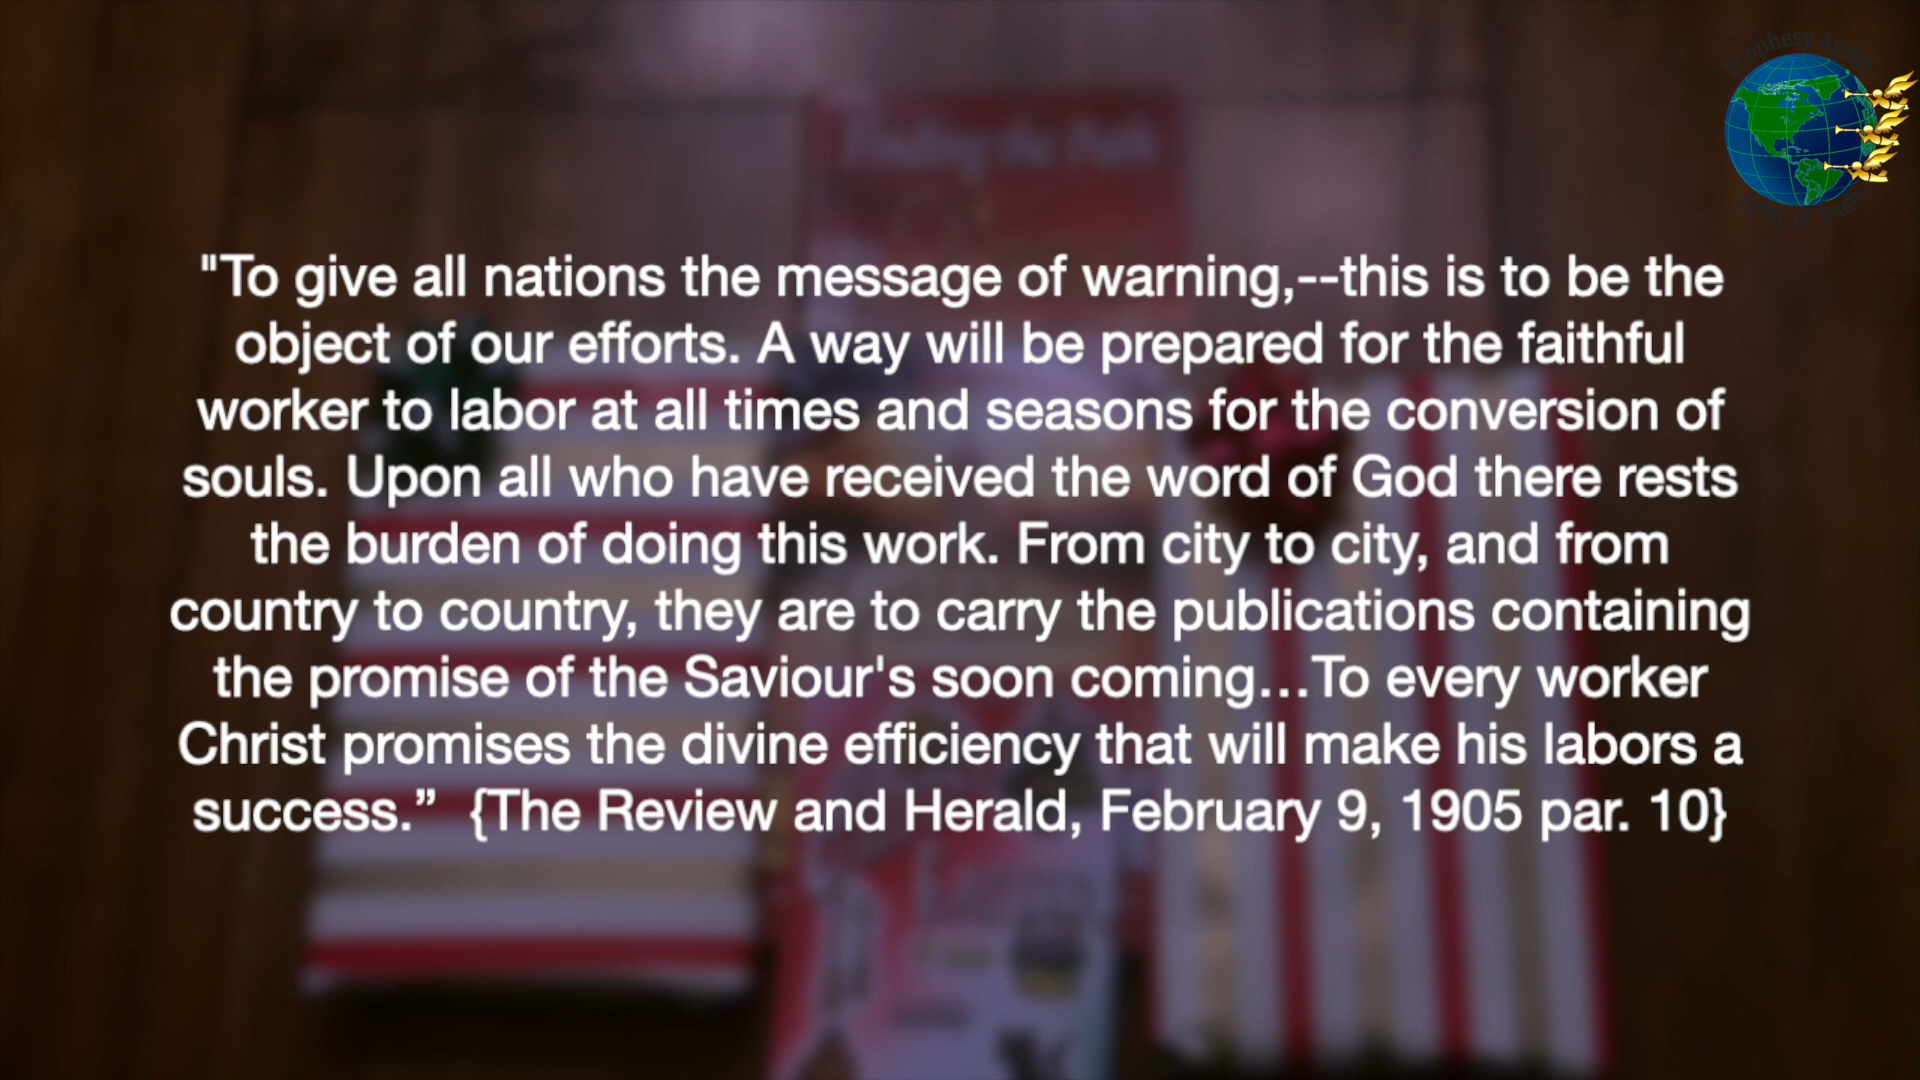 Prophesy Again
"To give all nations the message of warning,--this is to be the
object of our efforts. A way will be prepared for the faithful
worker to labor at all times and seasons for the conversion of
souls. Upon all who have received the word of God there rests
the burden of doing this work. From city to city, and from
country to country, they are to carry the publications containing
the promise of the Saviour's soon coming…To every worker
Christ promises the divine efficiency that will make his labors a
success.”  {The Review and Herald, February 9, 1905 par. 10}
Finding the Path